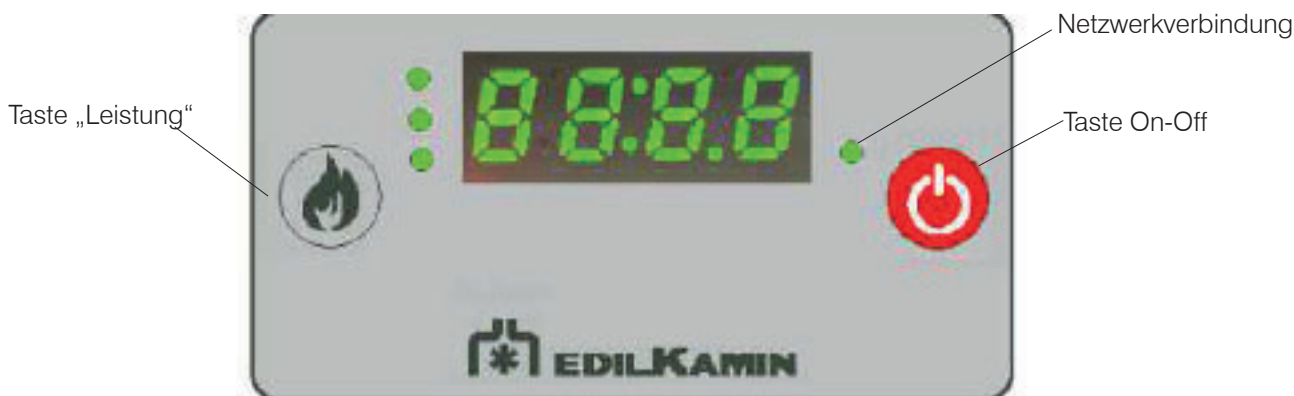 Netzwerkverbindung
Taste „Leistung“
Taste On-Off
88:8.8
EDILKAMIN